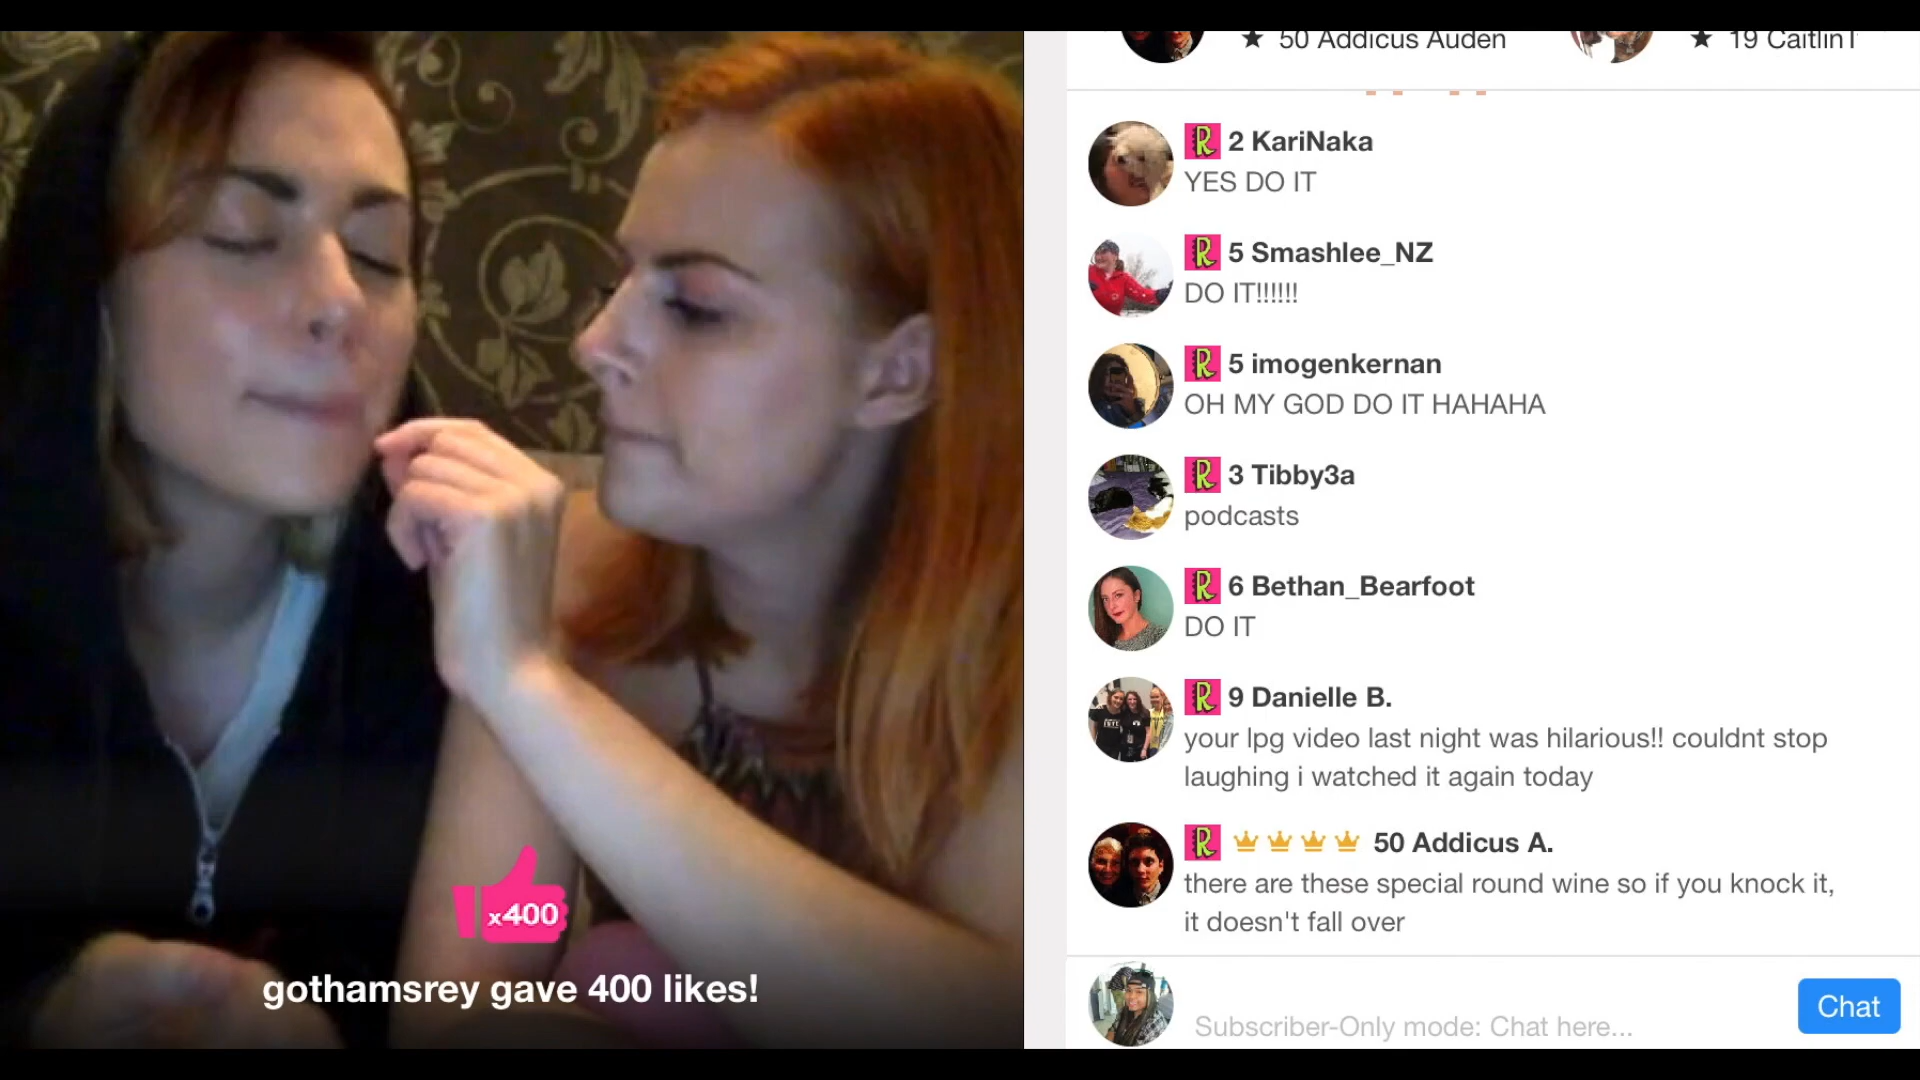 ★ 50 Addicus Auden
★ 19 Caitlin
R 2 KariNaka
YES DO IT
R 5 Smashlee_NZ
DO IT!!!!!!
R 5 imogenkernan
OH MY GOD DO IT HAHAHA
R 3 Tibby3a
podcasts
R 6 Bethan_Bearfoot
DO IT
R 9 Danielle B.
your lpg video last night was hilarious!! couldnt stop
laughing i watched it again today
R 50 Addicus A.
there are these special round wine so if you knock it,
it doesn't fall over
Subscriber-Only mode: Chat here...
Chat
x400
gothamsrey gave 400 likes!